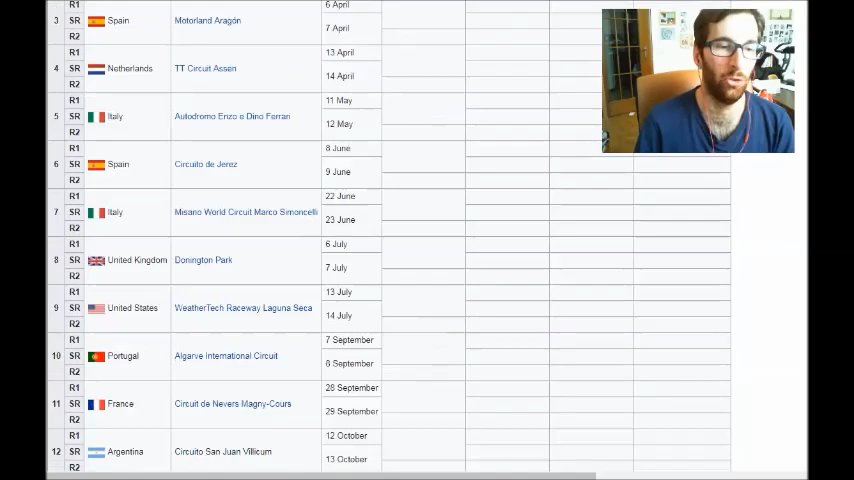 R1 6 April
3 SR Spain Motorland Aragón
R2 7 April
R1 13 April
4 SR Netherlands TT Circuit Assen
R2 14 April
R1 11 May
5 SR Italy Autodromo Enzo e Dino Ferrari
R2 12 May
R1 8 June
6 SR Spain Circuito de Jerez
R2 9 June
R1 22 June
7 SR Italy Misano World Circuit Marco Simoncelli
R2 23 June
R1 6 July
8 SR United Kingdom Donington Park
R2 7 July
R1 13 July
9 SR United States WeatherTech Raceway Laguna Seca
R2 14 July
R1 7 September
10 SR Portugal Algarve International Circuit
R2 8 September
R1 28 September
11 SR France Circuit de Nevers Magny-Cours
R2 29 September
R1 12 October
12 SR Argentina Circuito San Juan Villicum
R2 13 October